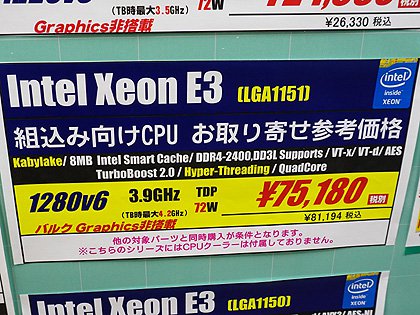 (TB時最大3.5GHz) 72W
Graphics非搭載
税別
¥26,330 税込
Intel Xeon E3 (LGA1151)
intel inside XEON
組込み向けCPU お取り寄せ参考価格
Kabylake/ 8MB Intel Smart Cache/ DDR4-2400,DD3L Supports / VT-x/ VT-d/ AES
TurboBoost 2.0 / Hyper-Threading / QuadCore
1280v6 3.9GHz TDP ¥75,180 税別
(TB時最大4.2GHz) 72W
¥81,194 税込
バルク Graphics非搭載
他の対象パーツと同時購入が条件となります。
※こちらのシリーズにはCPUクーラーは付属しておりません。
Intel Xeon E3 (LGA1150)
intel